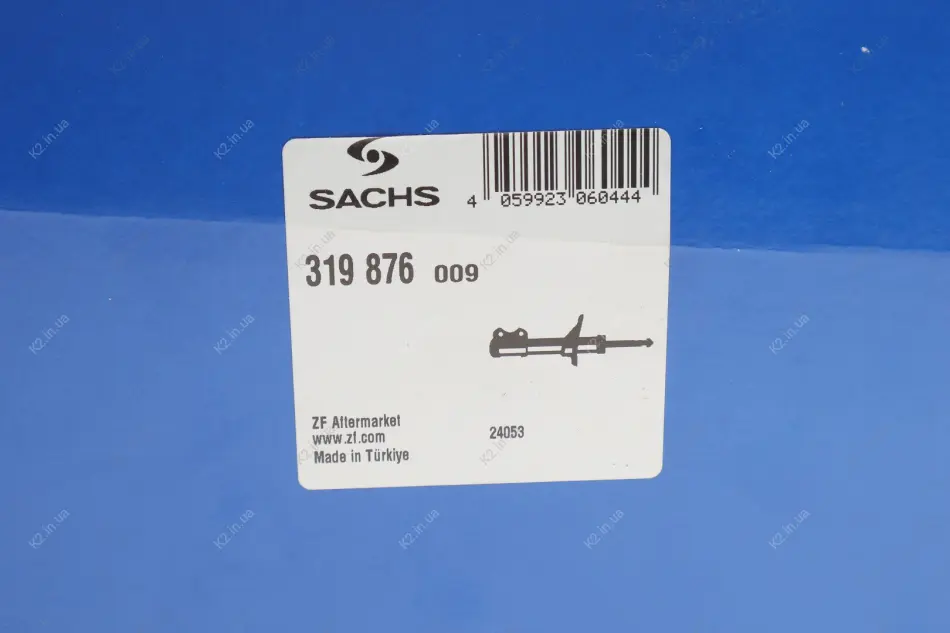 SACHS
4 059923 060444
319 876 009
ZF Aftermarket
www.zf.com
Made in Türkiye
24053
K2.in.ua